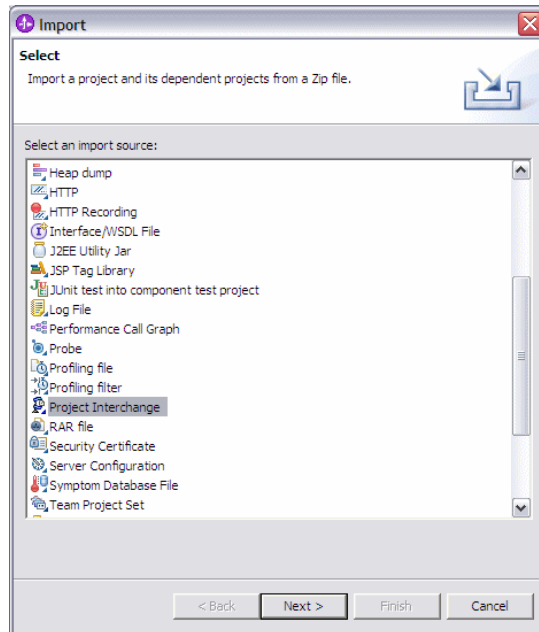 Import
Select
Import a project and its dependent projects from a Zip file.
Select an import source:
Heap dump
HTTP
HTTP Recording
Interface/WSDL File
J2EE Utility Jar
JSP Tag Library
JUnit test into component test project
Log File
Performance Call Graph
Probe
Profiling file
Profiling filter
Project Interchange
RAR file
Security Certificate
Server Configuration
Symptom Database File
Team Project Set
< Back Next > Finish Cancel